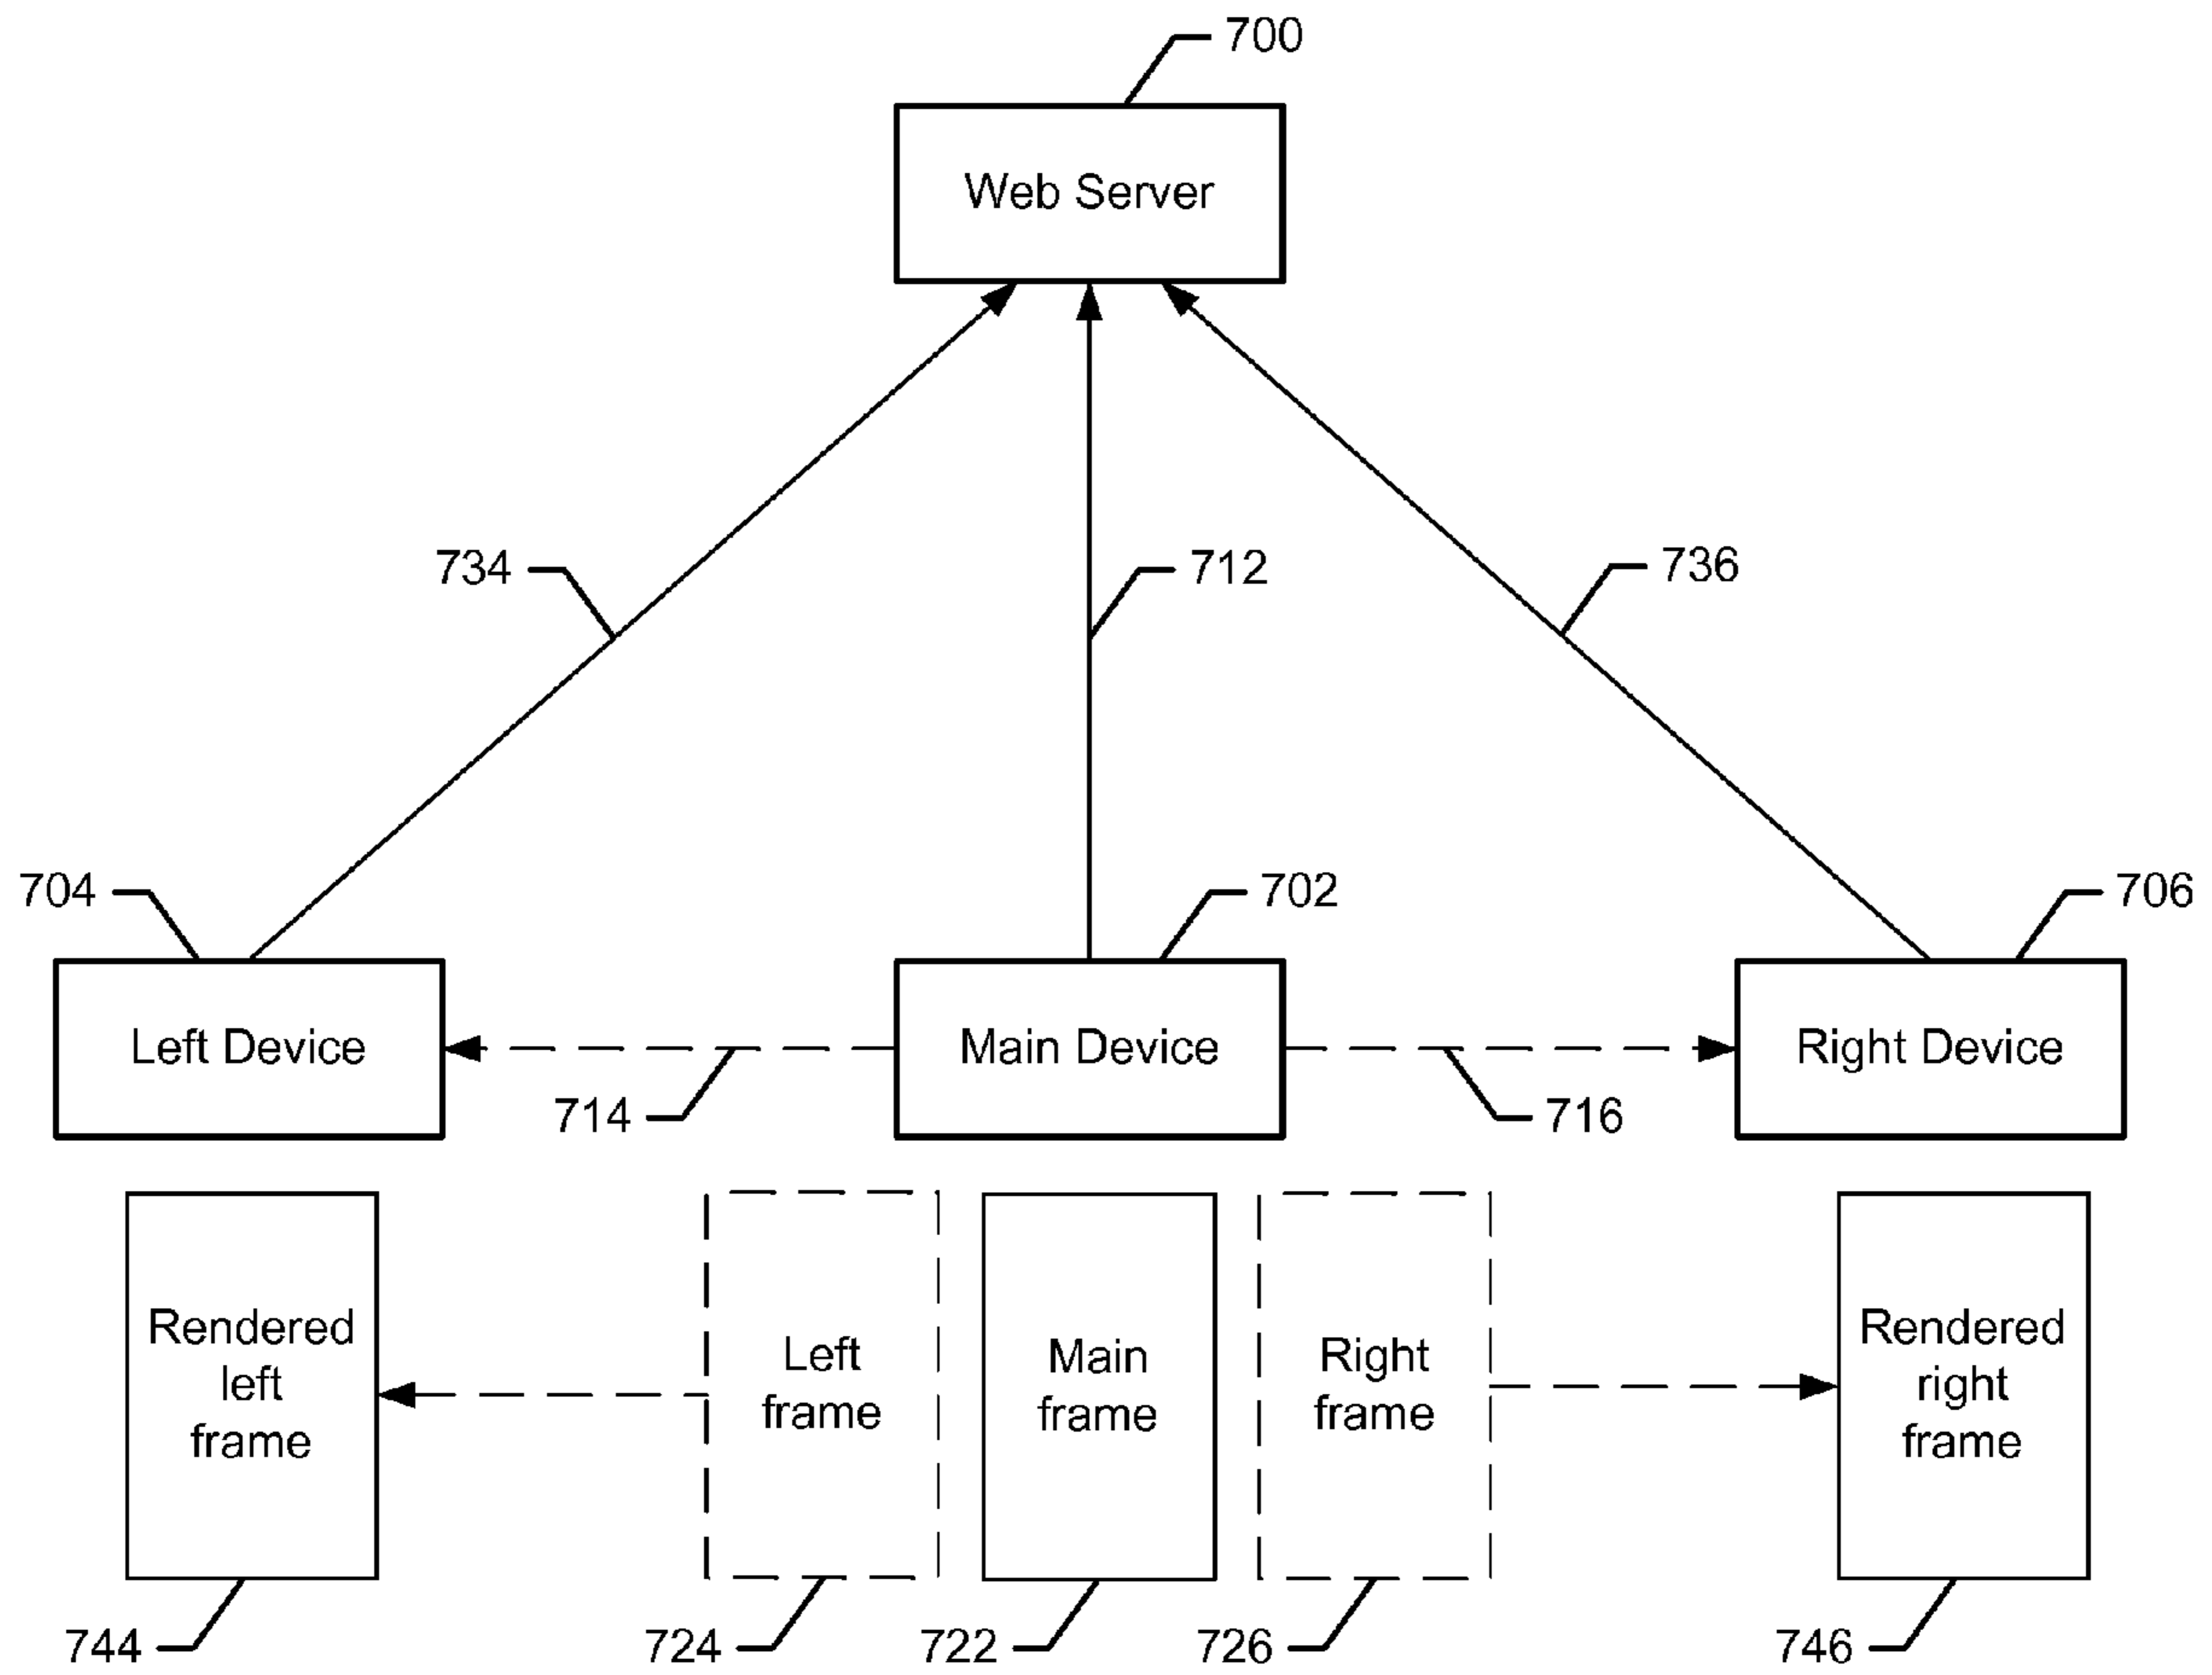 700
Web Server
734
712
736
704
702
706
Left Device
Main Device
Right Device
714
716
Rendered
left
frame
Left
frame
Main
frame
Right
frame
Rendered
right
frame
744
724
722
726
746